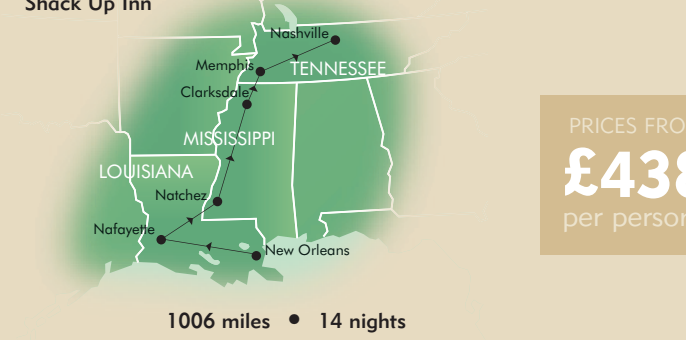 Shack Up Inn
Nashville
Memphis
TENNESSEE
Clarksdale
MISSISSIPPI
LOUISIANA
Natchez
Nafayette
New Orleans
1006 miles ● 14 nights
PRICES FRO
£438
per person